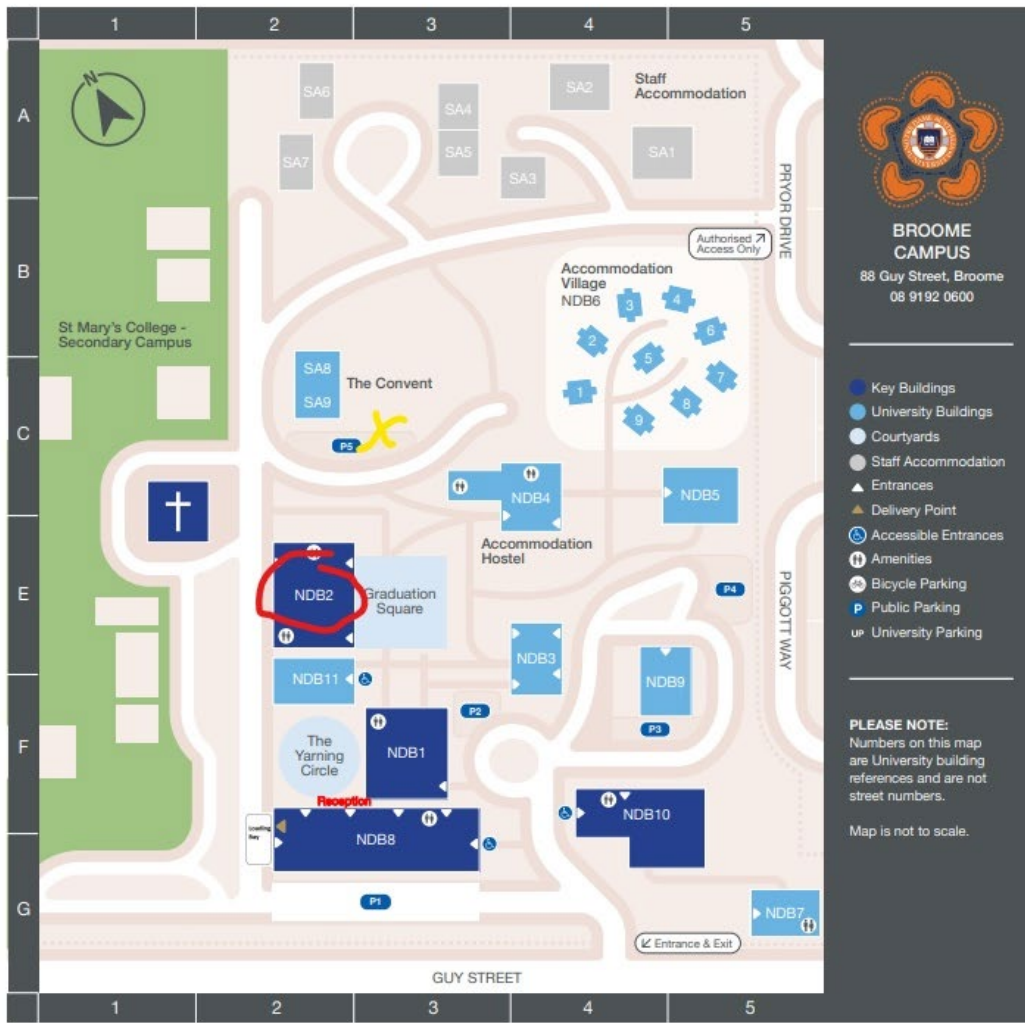 1 2 3 4 5
A
B
C
E
F
G
N
SA6
SA7
SA4
SA5
SA3
SA2
SA1
Staff
Accommodation
PRYOR DRIVE
Authorised
Access Only
Accommodation
Village
NDB6
1
2
3
4
5
6
7
8
9
St Mary's College -
Secondary Campus
SA8
SA9
The Convent
P5
NDB4
NDB5
Accommodation
Hostel
NDB2
Graduation
Square
P4
PIGGOTT WAY
NDB3
NDB11
NDB9
P2
P3
The
Yarning
Circle
NDB1
Reception
Loading
Bay
NDB8
NDB10
P1
NDB7
Entrance & Exit
GUY STREET
1 2 3 4 5
BROOME
CAMPUS
88 Guy Street, Broome
08 9192 0600
Key Buildings
University Buildings
Courtyards
Staff Accommodation
Entrances
Delivery Point
Accessible Entrances
Amenities
Bicycle Parking
P Public Parking
UP University Parking
PLEASE NOTE:
Numbers on this map
are University building
references and are not
street numbers.
Map is not to scale.